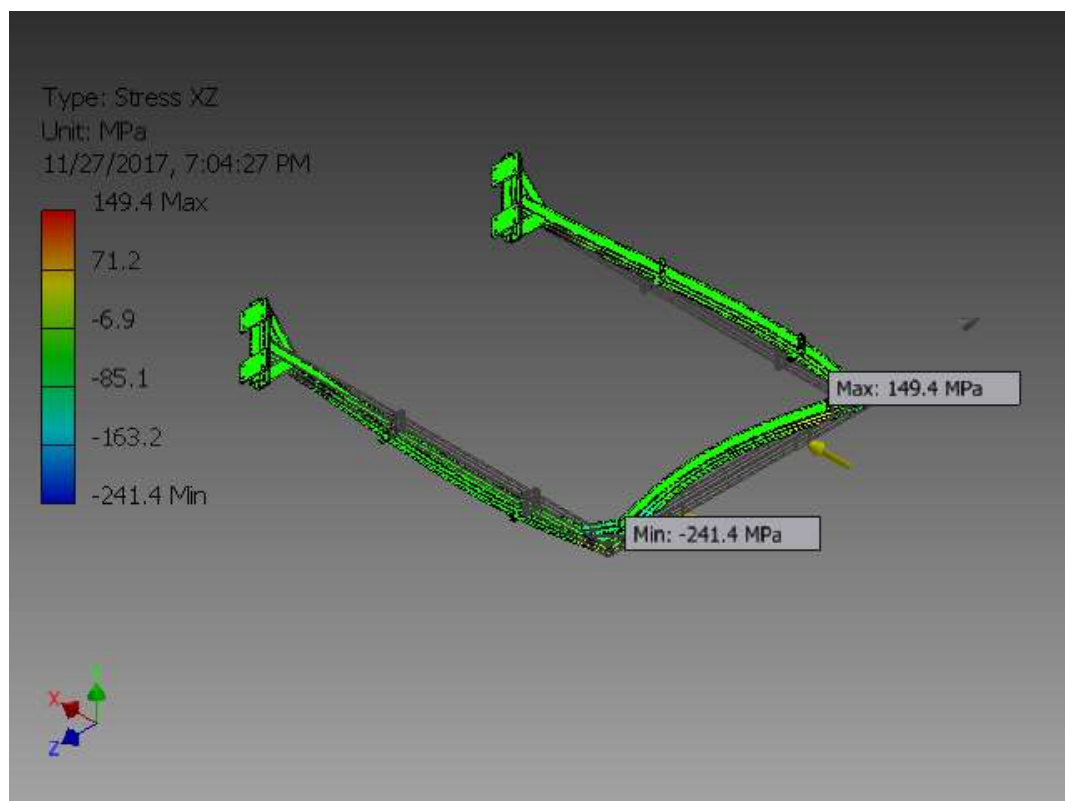 Type: Stress XZ
Unit: MPa
11/27/2017, 7:04:27 PM
149.4 Max
71.2
-6.9
-85.1
-163.2
-241.4 Min
Max: 149.4 MPa
Min: -241.4 MPa
X
Z